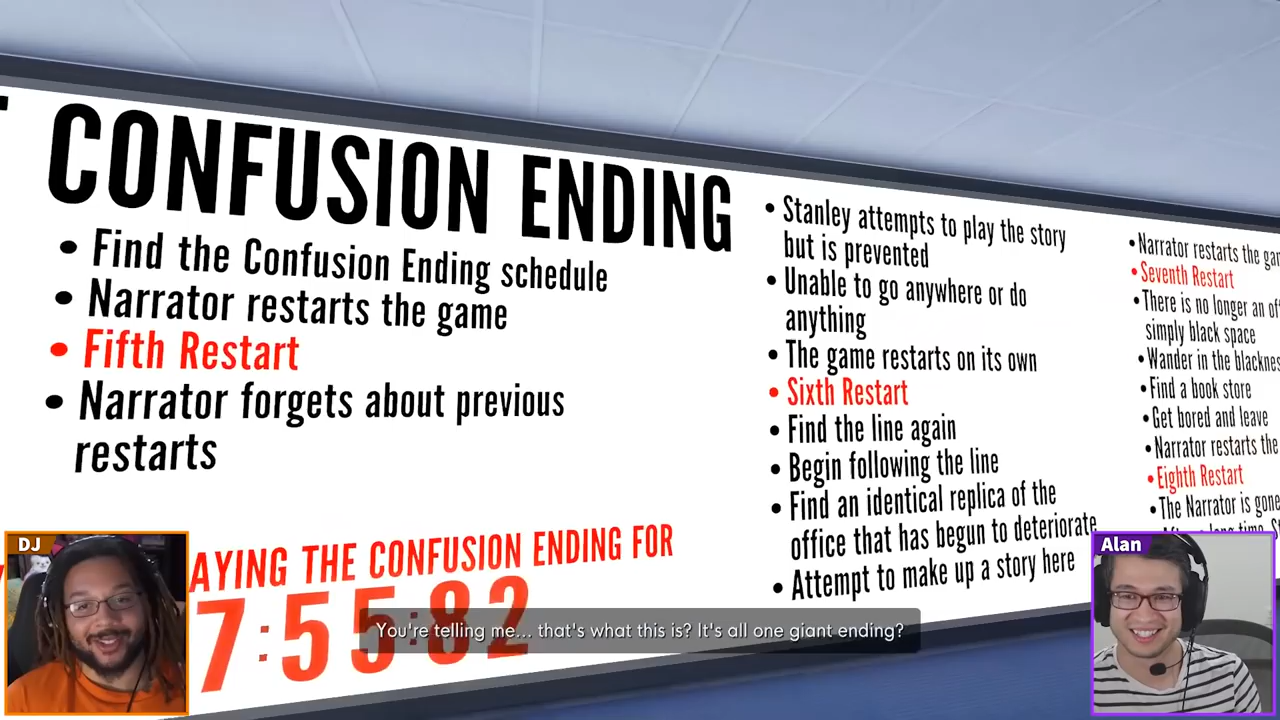 CONFUSION ENDING
• Find the Confusion Ending schedule
• Narrator restarts the game
• Fifth Restart
• Narrator forgets about previous
restarts
AYING THE CONFUSION ENDING FOR
7:55:82
• Stanley attempts to play the story
but is prevented
• Unable to go anywhere or do
anything
• The game restarts on its own
• Sixth Restart
• Find the line again
• Begin following the line
• Find an identical replica of the
office that has begun to deteriorate
• Attempt to make up a story here
• Narrator restarts the
• Seventh Restart
• There is no longer an
simply black space
• Wander in the
• Find a book store
• Get bored and leave
• Narrator restarts the
• Eighth Restart
• The Narrator is gone
You're telling me... that's what this is? It's all one giant ending?
DJ
Alan